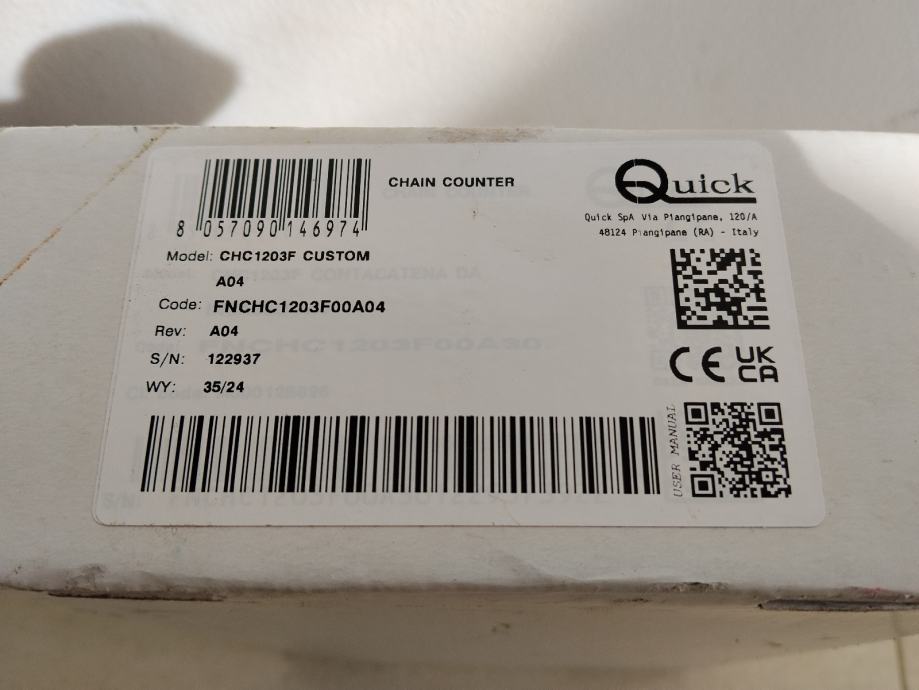 CHAIN COUNTER
Quick
Quick SpA Via Piangipane, 120/A
48124 Piangipane (RA) - Italy
8 057090 146974
Model: CHC1203F CUSTOM
A04
Code: FNCHC1203F00A04
Rev: A04
S/N: 122937
WY: 35/24
CE
UK
CA
USER MANUAL